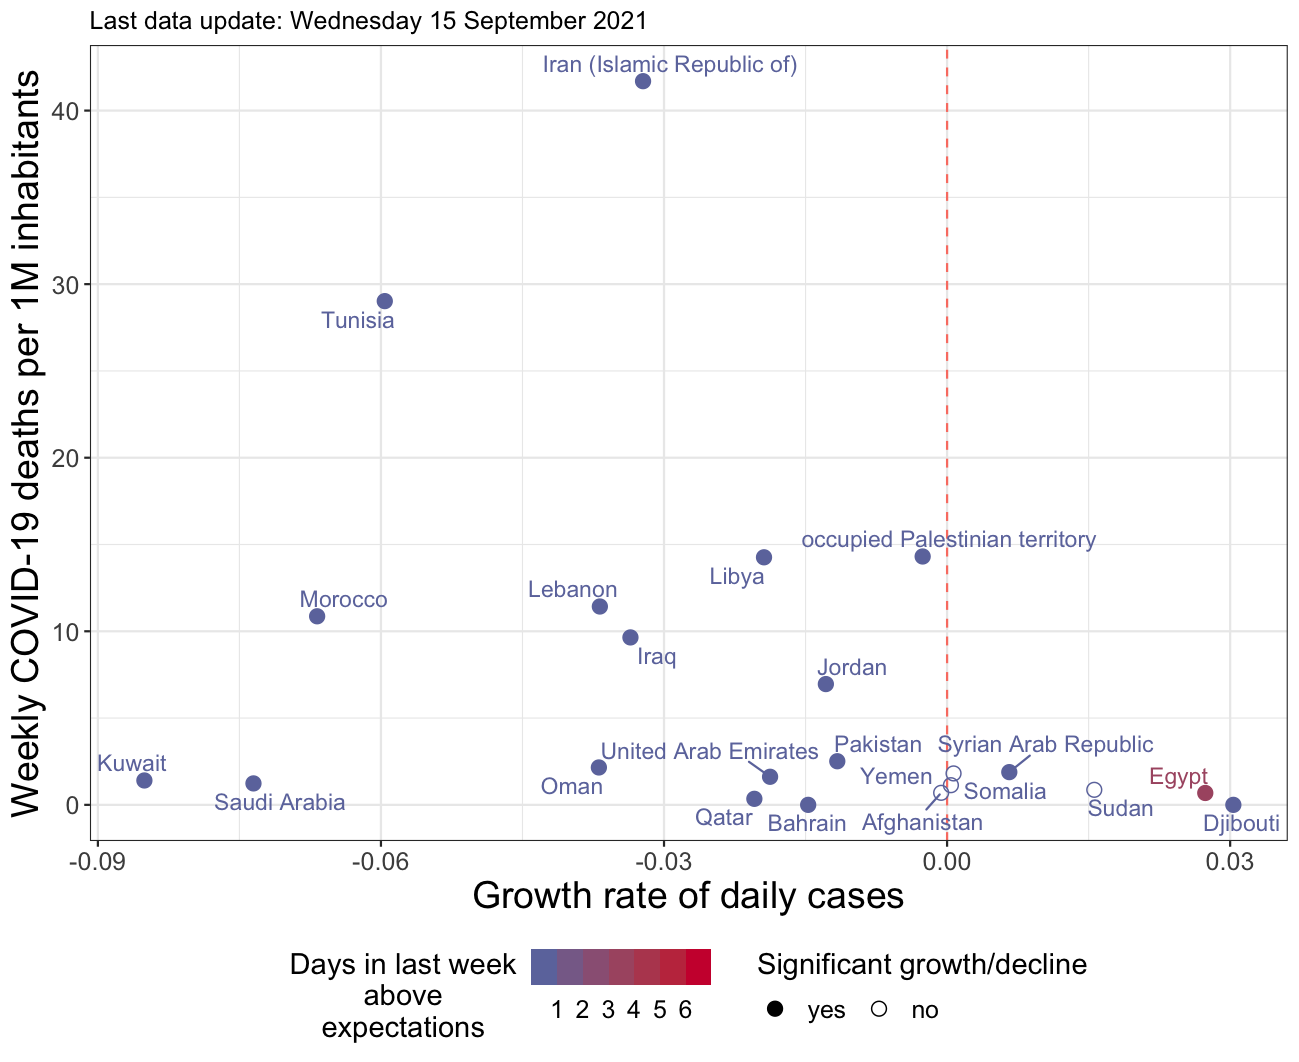 Last data update: Wednesday 15 September 2021
Weekly COVID-19 deaths per 1M inhabitants
40
30
20
10
0
Iran (Islamic Republic of)
Tunisia
occupied Palestinian territory
Libya
Lebanon
Morocco
Iraq
Jordan
Pakistan
Syrian Arab Republic
United Arab Emirates
Kuwait
Yemen
Egypt
Oman
Somalia
Saudi Arabia
Sudan
Qatar
Bahrain
Afghanistan
Djibouti
-0.09
-0.06
-0.03
0.00
0.03
Growth rate of daily cases
Days in last week
above
expectations
1 2 3 4 5 6
Significant growth/decline
yes
no